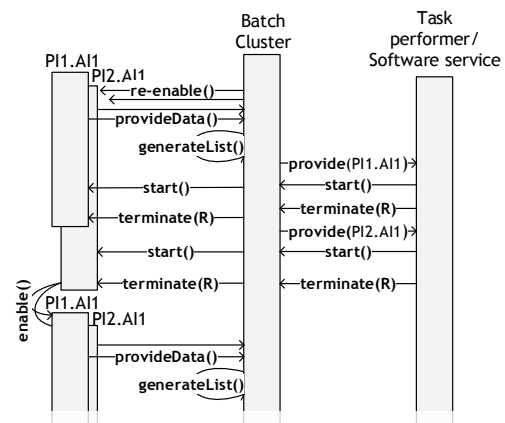 Batch
Cluster
Task
performer/
Software service
PI1.AI1
PI2.AI1
re-enable()
provideData()
generateList()
provide(PI1.AI1)
start()
start()
terminate(R)
terminate(R)
provide(PI2.AI1)
start()
start()
terminate(R)
terminate(R)
enable()
PI1.AI1
PI2.AI1
provideData()
generateList()